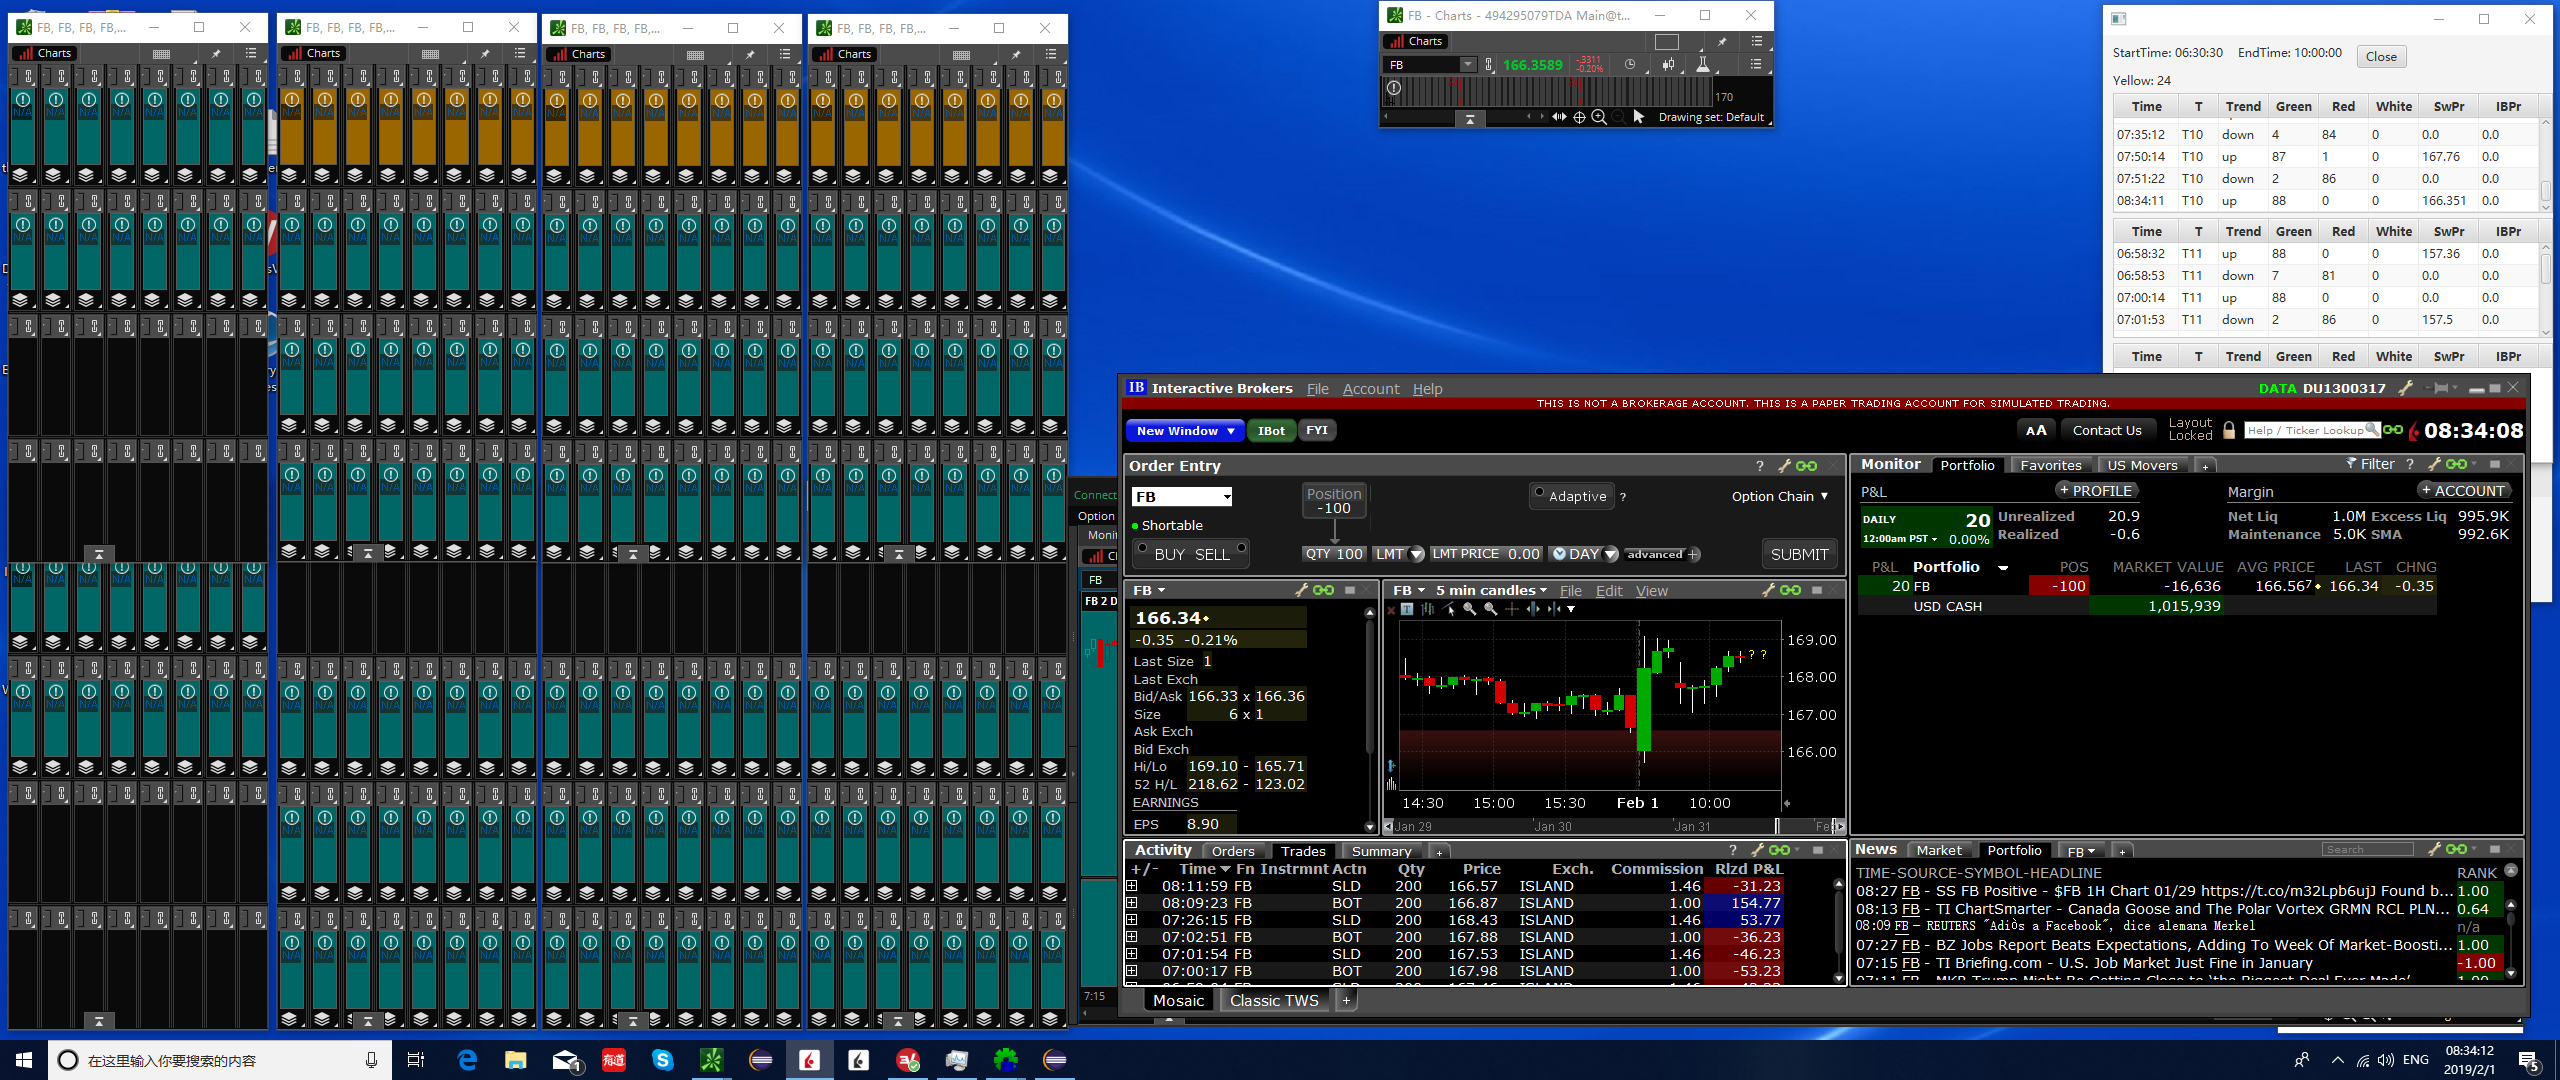 FB, FB, FB, FB,...
Charts
FB, FB, FB, FB,...
Charts
FB, FB, FB, FB,...
Charts
FB, FB, FB, FB,...
Charts
N/A N/A N/A N/A N/A N/A N/A N/A
FB - Charts - 494295079TDA Main@t...
Charts
FB 166.3589 -.3311 -0.20%
170
Drawing set: Default
StartTime: 06:30:30 EndTime: 10:00:00 Close
Yellow: 24
Time T Trend Green Red White SwPr IBPr
07:35:12 T10 down 4 84 0 0.0 0.0
07:50:14 T10 up 87 1 0 167.76 0.0
07:51:22 T10 down 2 86 0 0.0 0.0
08:34:11 T10 up 88 0 0 166.351 0.0
Time T Trend Green Red White SwPr IBPr
06:58:32 T11 up 88 0 0 157.36 0.0
06:58:53 T11 down 7 81 0 0.0 0.0
07:00:14 T11 up 88 0 0 0.0 0.0
07:01:53 T11 down 2 86 0 157.5 0.0
Time T Trend Green Red White SwPr IBPr
IB Interactive Brokers File Account Help
DATA DU1300317
THIS IS NOT A BROKERAGE ACCOUNT. THIS IS A PAPER TRADING ACCOUNT FOR SIMULATED TRADING.
New Window IBot FYI
AA Contact Us Layout Locked Help / Ticker Lookup 08:34:08
Order Entry ?
FB
Position -100
Adaptive ?
Option Chain
Shortable
BUY SELL QTY 100 LMT LMT PRICE 0.00 DAY advanced + SUBMIT
Monitor Portfolio Favorites US Movers + Filter ?
P&L + PROFILE Margin + ACCOUNT
DAILY 20 Unrealized 20.9 Net Liq 1.0M Excess Liq 995.9K
12:00am PST 0.00% Realized -0.6 Maintenance 5.0K SMA 992.6K
P&L Portfolio POS MARKET VALUE AVG PRICE LAST CHNG
20 FB -100 -16,636 166.567 166.34 -0.35
USD CASH 1,015,939
FB
166.34
-0.35 -0.21%
Last Size 1
Last Exch
Bid/Ask 166.33 x 166.36
Size 6 x 1
Ask Exch
Bid Exch
Hi/Lo 169.10 - 165.71
52 H/L 218.62 - 123.02
EARNINGS
EPS 8.90
FB 5 min candles File Edit View
169.00
168.00
167.00
166.00
? ?
14:30 15:00 15:30 Feb 1 10:00
Jan 29 Jan 30 Jan 31
Activity Orders Trades Summary + ?
+/- Time Fn Instrmnt Actn Qty Price Exch. Commission Rlzd P&L
08:11:59 FB SLD 200 166.57 ISLAND 1.46 -31.23
08:09:23 FB BOT 200 166.87 ISLAND 1.00 154.77
07:26:15 FB SLD 200 168.43 ISLAND 1.46 53.77
07:02:51 FB BOT 200 167.88 ISLAND 1.00 -36.23
07:01:54 FB SLD 200 167.53 ISLAND 1.46 -46.23
07:00:17 FB BOT 200 167.98 ISLAND 1.00 -53.23
Mosaic Classic TWS +
News Market Portfolio FB + Search
TIME-SOURCE-SYMBOL-HEADLINE RANK
08:27 FB - SS FB Positive - $FB 1H Chart 01/29 https://t.co/m32Lpb6ujJ Found b... 1.00
08:13 FB - TI ChartSmarter - Canada Goose and The Polar Vortex GRMN RCL PLN... 0.64
08:09 FB - REUTERS "Adiós a Facebook", dice alemana Merkel n/a
07:27 FB - BZ Jobs Report Beats Expectations, Adding To Week Of Market-Boosti... 1.00
07:15 FB - TI Briefing.com - U.S. Job Market Just Fine in January -1.00
Connect
Option
Monit
FB
FB 2 D
7:15
在这里输入你要搜索的内容
有道
ENG
08:34:12
2019/2/1
5